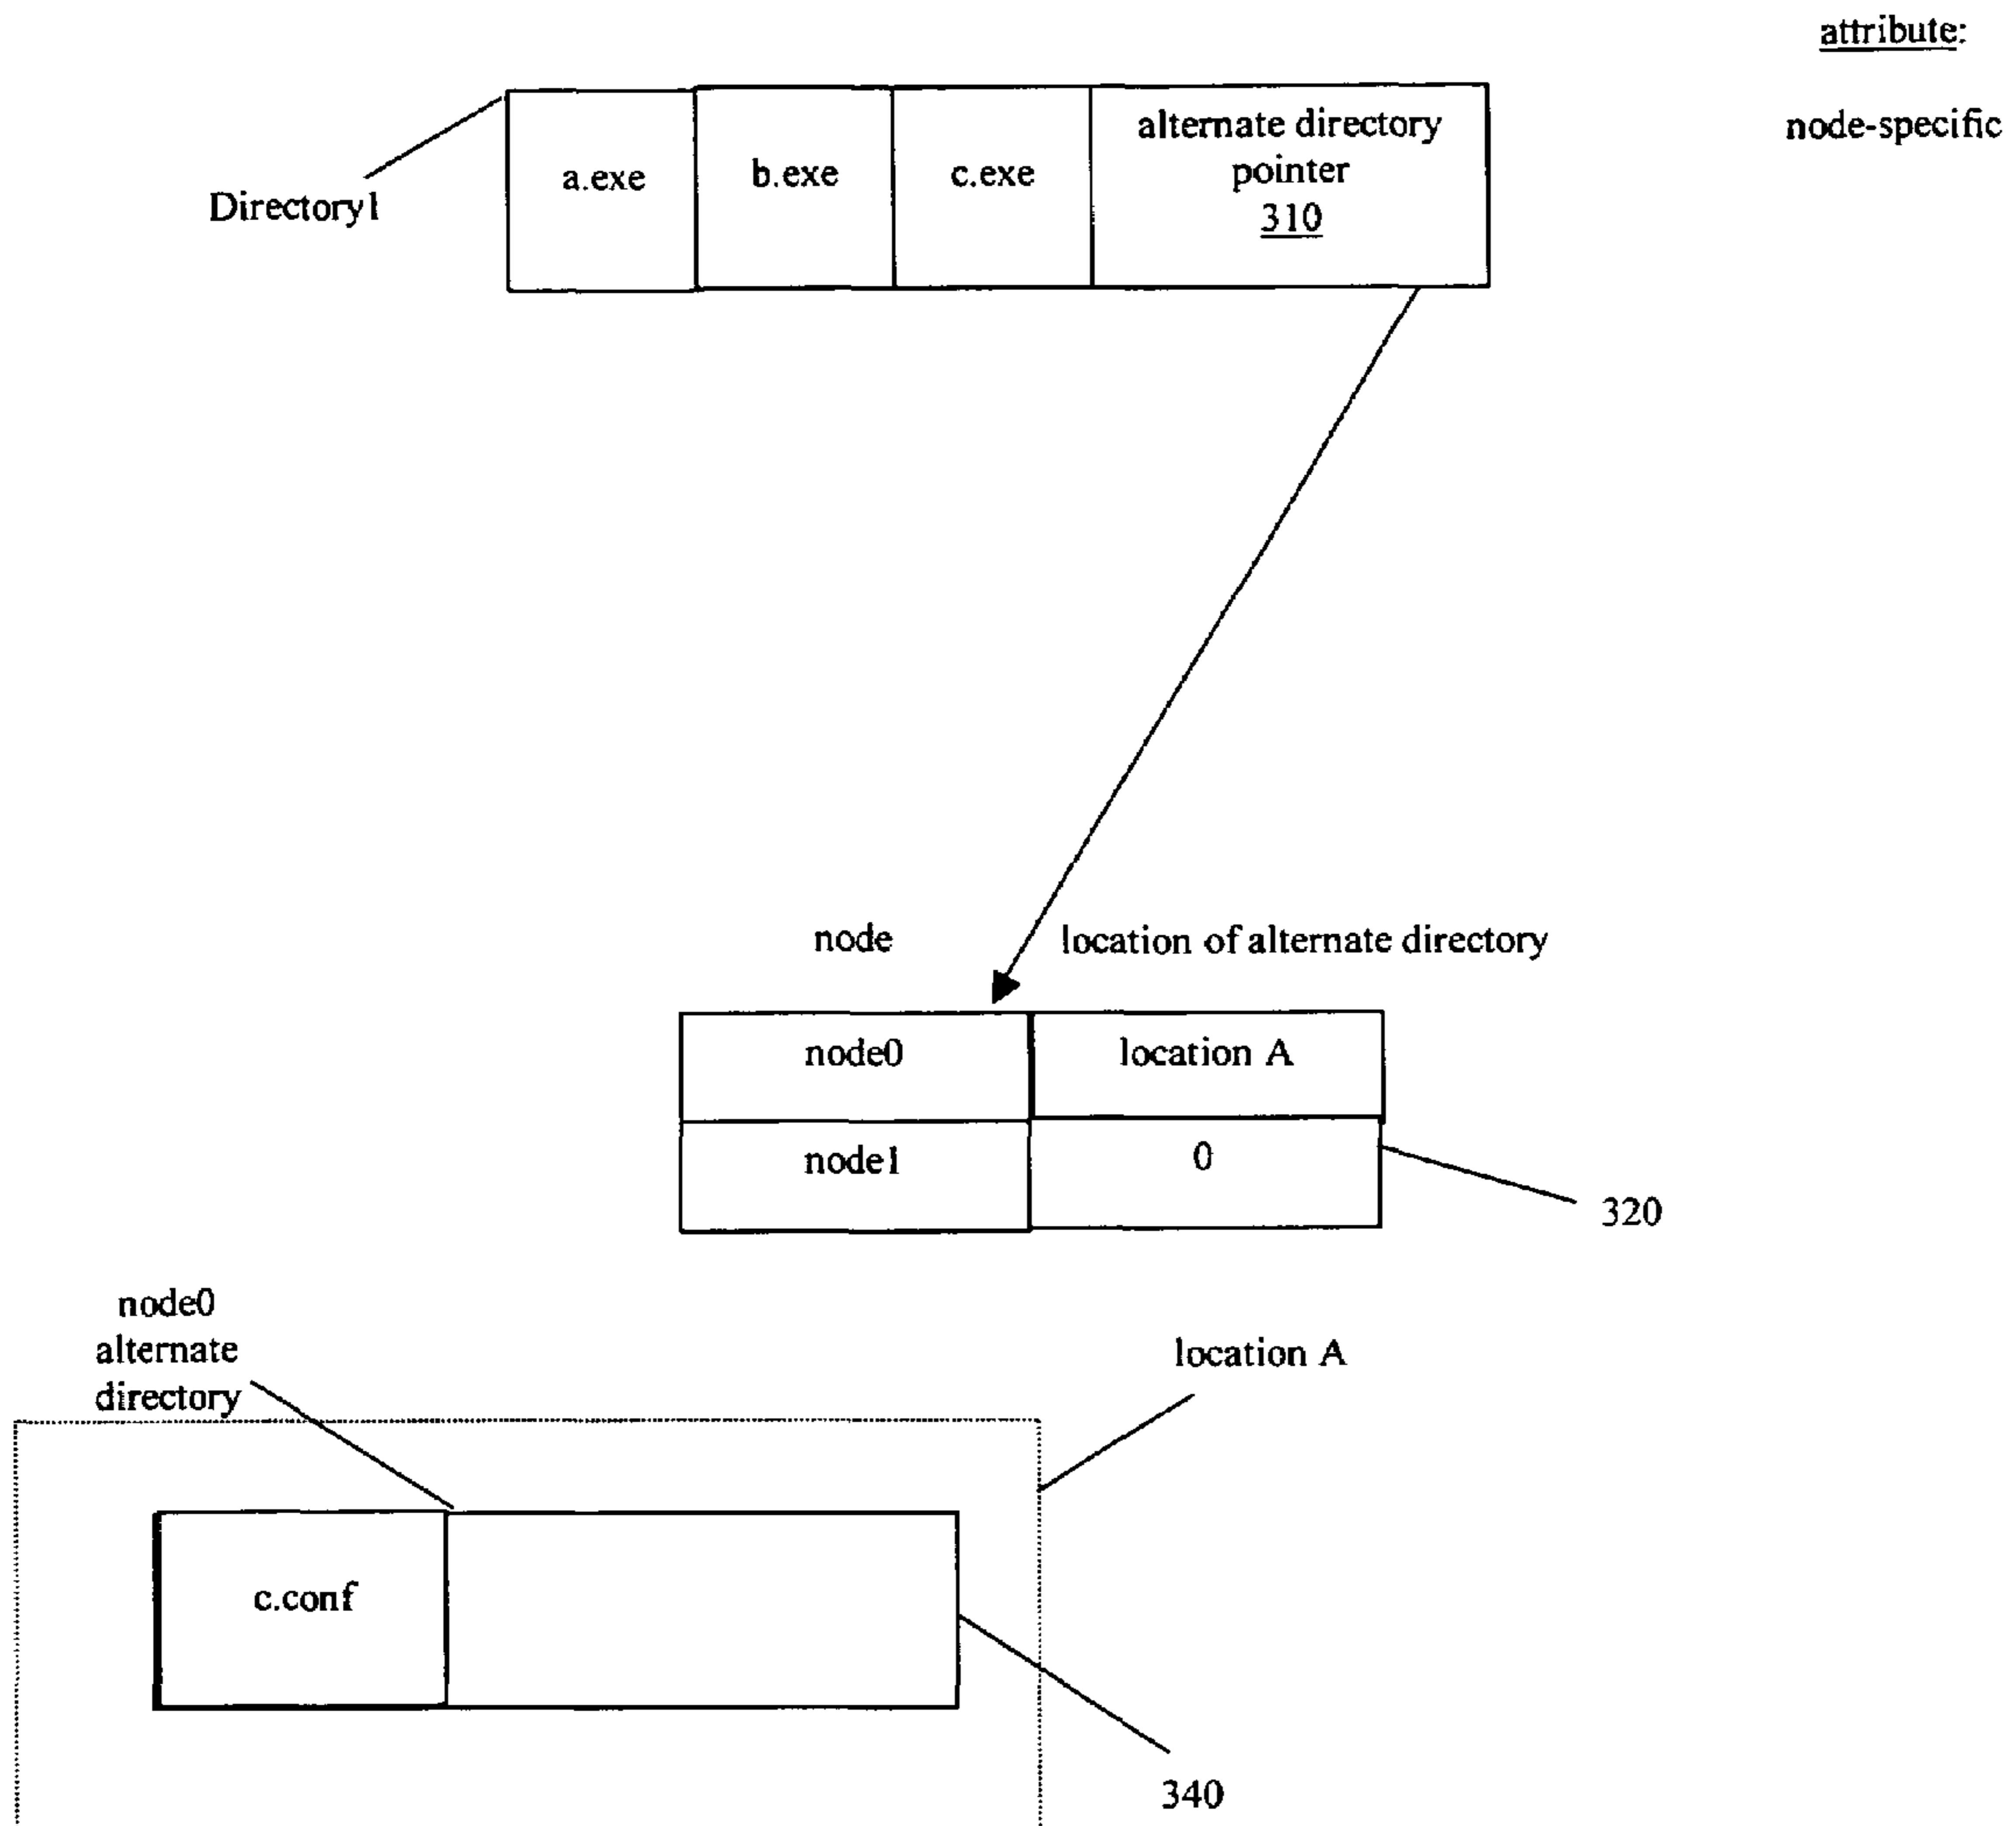 attribute:
node-specific
Directory1
a.exe
b.exe
c.exe
alternate directory
pointer
310
node
location of alternate directory
node0
location A
node1
0
320
node0
alternate
directory
location A
c.conf
340